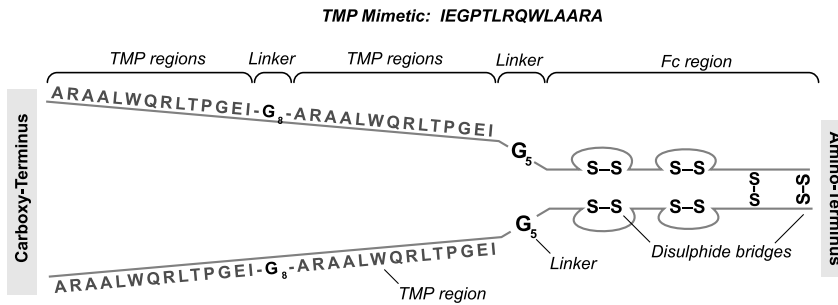 TMP Mimetic: IEGPTLRQWLAARA
TMP regions Linker TMP regions Linker Fc region
ARAALWQRLTPGEI-G8-ARAALWQRLTPGEI
G5
S–S S–S
S–S S–S
S–S S–S
G5
Carboxy-Terminus
Amino-Terminus
Disulphide bridges
Linker
ARAALWQRLTPGEI-G8-ARAALWQRLTPGEI
TMP region